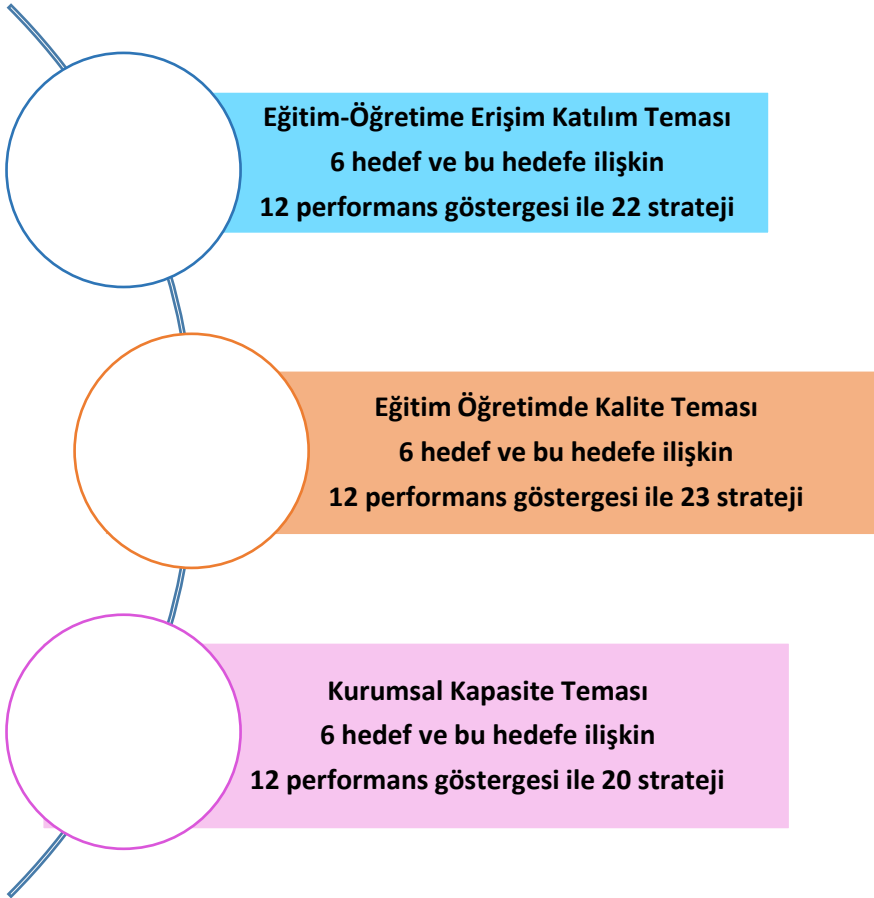 Eğitim-Öğretime Erişim Katılım Teması
6 hedef ve bu hedefe ilişkin
12 performans göstergesi ile 22 strateji
Eğitim Öğretimde Kalite Teması
6 hedef ve bu hedefe ilişkin
12 performans göstergesi ile 23 strateji
Kurumsal Kapasite Teması
6 hedef ve bu hedefe ilişkin
12 performans göstergesi ile 20 strateji